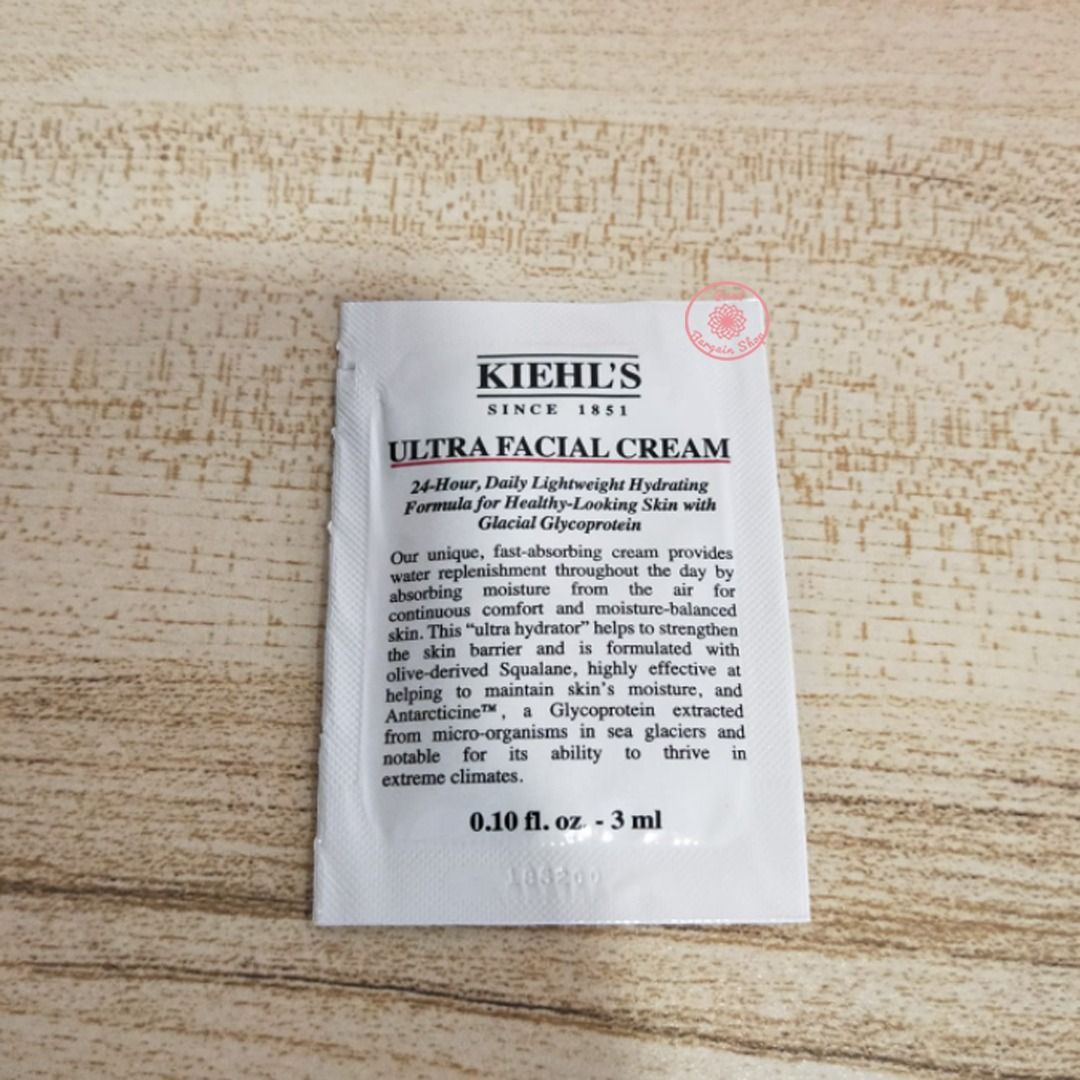 KIEHL'S
SINCE 1851
ULTRA FACIAL CREAM
24-Hour, Daily Lightweight Hydrating
Formula for Healthy-Looking Skin with
Glacial Glycoprotein
Our unique, fast-absorbing cream provides
water replenishment throughout the day by
absorbing moisture from the air for
continuous comfort and moisture-balanced
skin. This “ultra hydrator” helps to strengthen
the skin barrier and is formulated with
olive-derived Squalane, highly effective at
helping to maintain skin's moisture, and
Antarcticine™, a Glycoprotein extracted
from micro-organisms in sea glaciers and
notable for its ability to thrive in
extreme climates.
0.10 fl. oz. - 3 ml
Bargain Shop